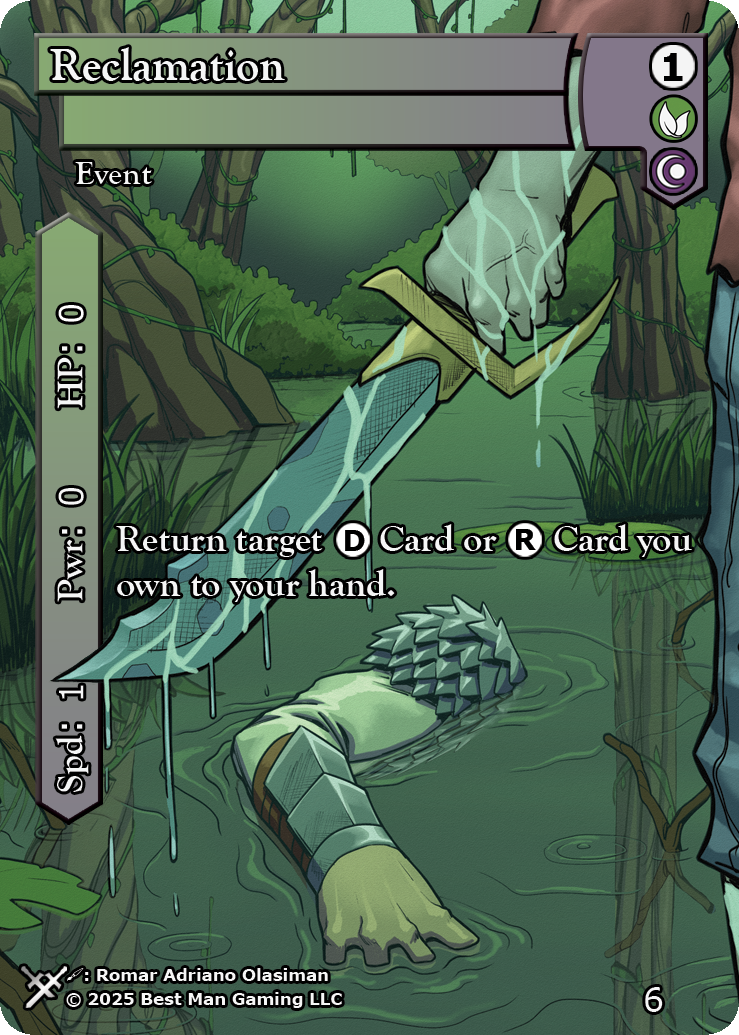 Reclamation
1
Event
HP: 0
Pwr: 0
Spd: 1
Return target D Card or R Card you
own to your hand.
: Romar Adriano Olasiman
© 2025 Best Man Gaming LLC
6